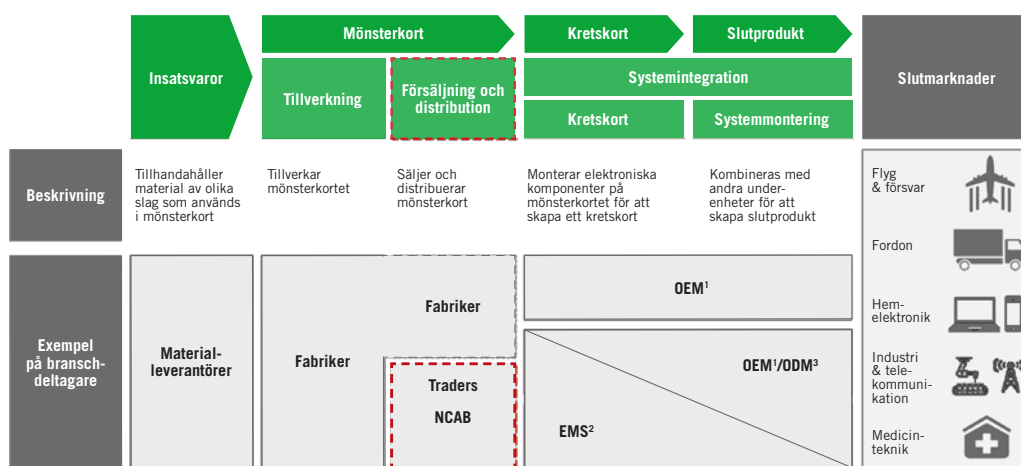 Insatsvaror
Mönsterkort
Tillverkning
Försäljning och
distribution
Kretskort
Slutprodukt
Systemintegration
Kretskort
Systemmontering
Slutmarknader
Beskrivning
Tillhandahåller
material av olika
slag som används
i mönsterkort
Tillverkar
mönsterkortet
Säljer och
distribuerar
mönsterkort
Monterar elektroniska
komponenter på
mönsterkortet för att
skapa ett kretskort
Kombineras med
andra under-
enheter för att
skapa slutprodukt
Flyg
& försvar
Fordon
Hem-
elektronik
Industri
& tele-
kommuni-
kation
Medicin-
teknik
Exempel
på bransch-
deltagare
Material-
leverantörer
Fabriker
Fabriker
Traders
NCAB
OEM¹
OEM¹/ODM³
EMS²